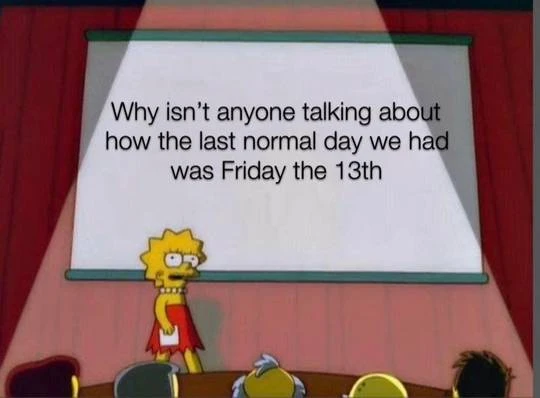 Why isn’t anyone talking about
how the last normal day we had
was Friday the 13th